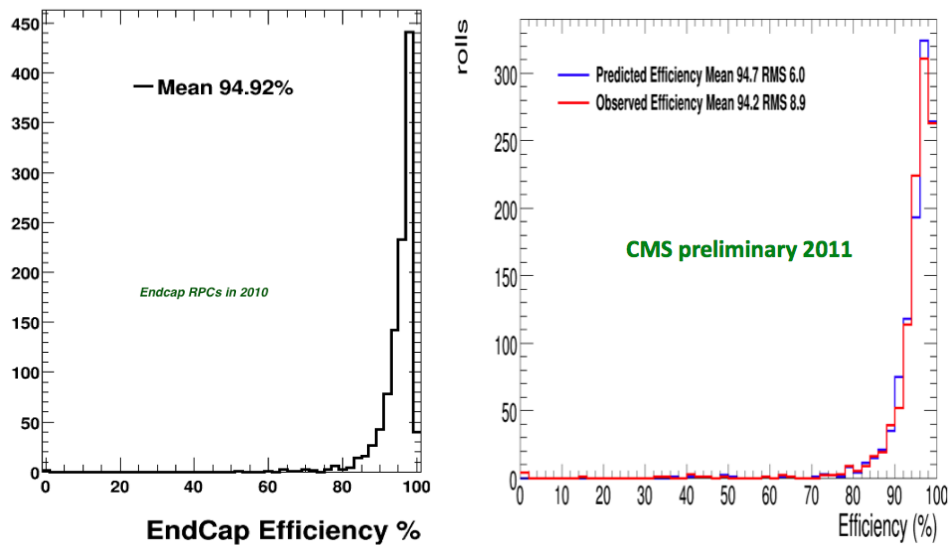 450
400
350
300
250
200
150
100
50
0
Mean 94.92%
Endcap RPCs in 2010
0 20 40 60 80 100
EndCap Efficiency %
rolls
300
250
200
150
100
50
0
Predicted Efficiency Mean 94.7 RMS 6.0
Observed Efficiency Mean 94.2 RMS 8.9
CMS preliminary 2011
0 10 20 30 40 50 60 70 80 90 100
Efficiency (%)